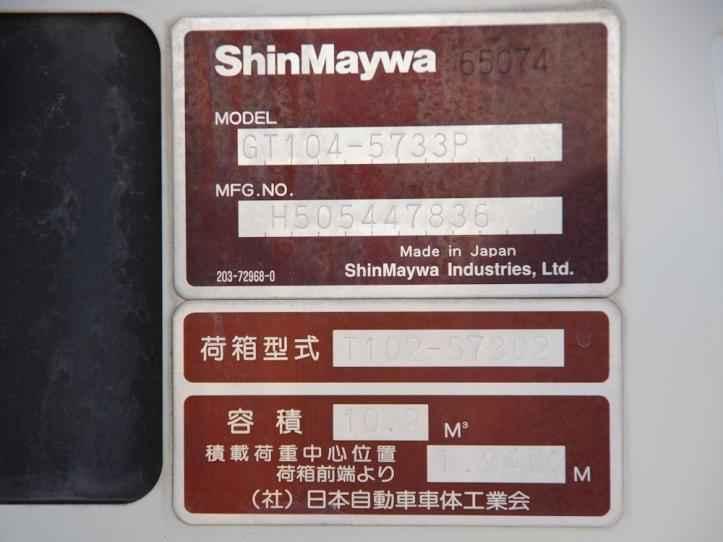 ShinMaywa 65074
MODEL
GT104-5733P
MFG.NO.
H505447836
Made in Japan
203-72968-0 ShinMaywa Industries, Ltd.
荷箱型式
容積 M³
積載荷重中心位置
荷箱前端より M
(社)日本自動車車体工業会